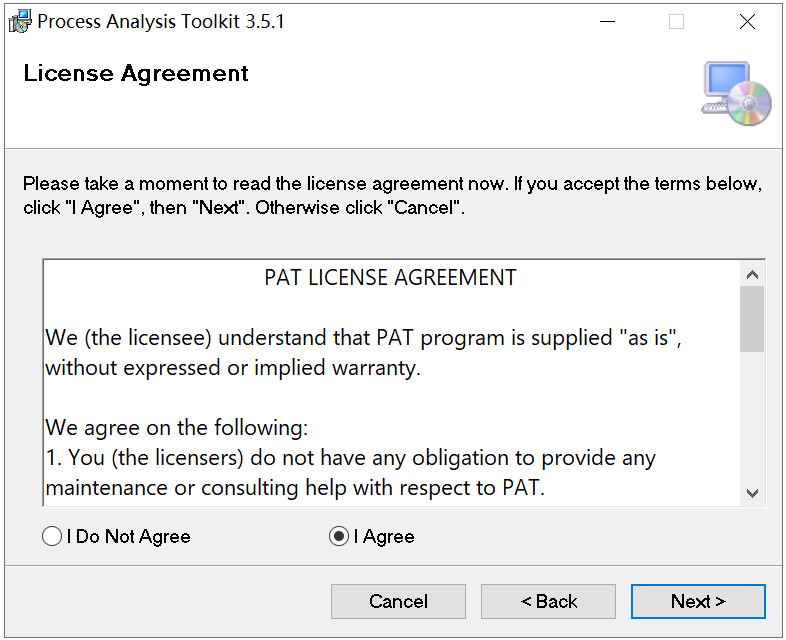 Process Analysis Toolkit 3.5.1
License Agreement
Please take a moment to read the license agreement now. If you accept the terms below,
click "I Agree", then "Next". Otherwise click "Cancel".
PAT LICENSE AGREEMENT
We (the licensee) understand that PAT program is supplied "as is",
without expressed or implied warranty.
We agree on the following:
1. You (the licensers) do not have any obligation to provide any
maintenance or consulting help with respect to PAT.
I Do Not Agree
I Agree
Cancel
< Back
Next >